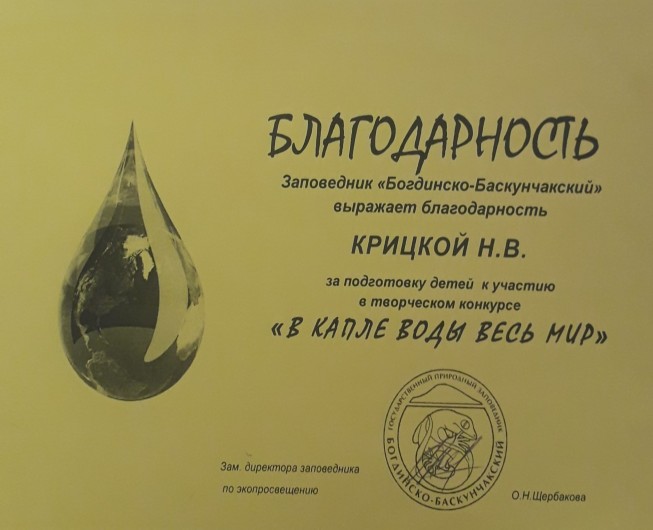 БЛАГОДАРНОСТЬ
Заповедник «Богдинско-Баскунчакский»
выражает благодарность
КРИЦКОЙ Н.В.
за подготовку детей к участию
в творческом конкурсе
«В КАПЛЕ ВОДЫ ВЕСЬ МИР»
ГОСУДАРСТВЕННЫЙ ПРИРОДНЫЙ ЗАПОВЕДНИК
БОГДИНСКО-БАСКУНЧАКСКИЙ
Зам. директора заповедника
по экопросвещению
О.Н.Щербакова